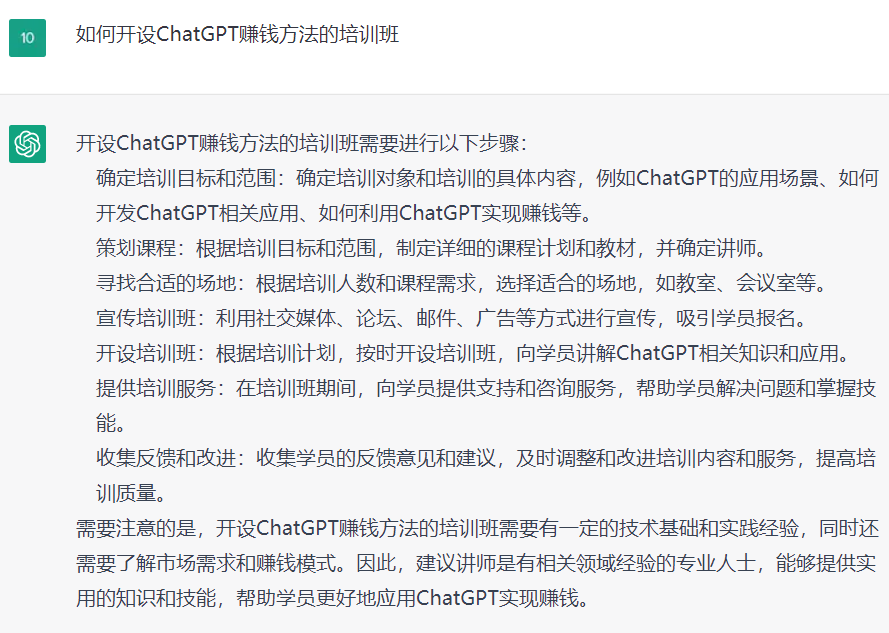 10
如何开设ChatGPT赚钱方法的培训班
开设ChatGPT赚钱方法的培训班需要进行以下步骤：
确定培训目标和范围：确定培训对象和培训的具体内容，例如ChatGPT的应用场景、如何
开发ChatGPT相关应用、如何利用ChatGPT实现赚钱等。
策划课程：根据培训目标和范围，制定详细的课程计划和教材，并确定讲师。
寻找合适的场地：根据培训人数和课程需求，选择适合的场地，如教室、会议室等。
宣传培训班：利用社交媒体、论坛、邮件、广告等方式进行宣传，吸引学员报名。
开设培训班：根据培训计划，按时开设培训班，向学员讲解ChatGPT相关知识和应用。
提供培训服务：在培训班期间，向学员提供支持和咨询服务，帮助学员解决问题和掌握技
能。
收集反馈和改进：收集学员的反馈意见和建议，及时调整和改进培训内容和服务，提高培
训质量。
需要注意的是，开设ChatGPT赚钱方法的培训班需要有一定的技术基础和实践经验，同时还
需要了解市场需求和赚钱模式。因此，建议讲师是有相关领域经验的专业人士，能够提供实
用的知识和技能，帮助学员更好地应用ChatGPT实现赚钱。